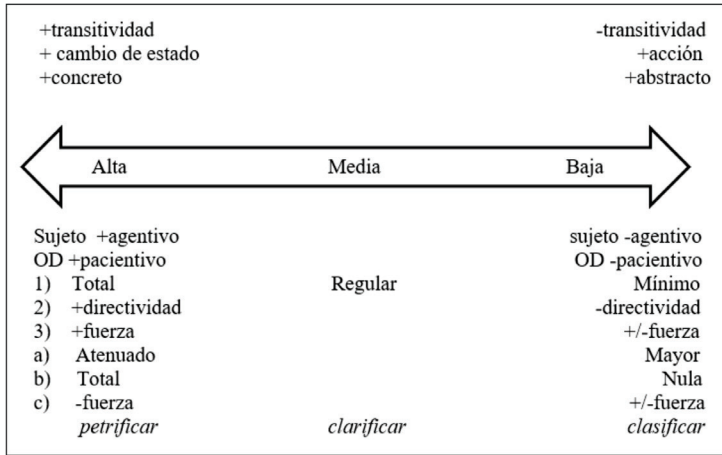 +transitividad -transitividad
+ cambio de estado +acción
+concreto +abstracto
Alta Media Baja
Sujeto +agentivo sujeto -agentivo
OD +pacientivo OD -pacientivo
1) Total Regular Mínimo
2) +directividad -directividad
3) +fuerza +/-fuerza
a) Atenuado Mayor
b) Total Nula
c) -fuerza +/-fuerza
petrificar clarificar clasificar